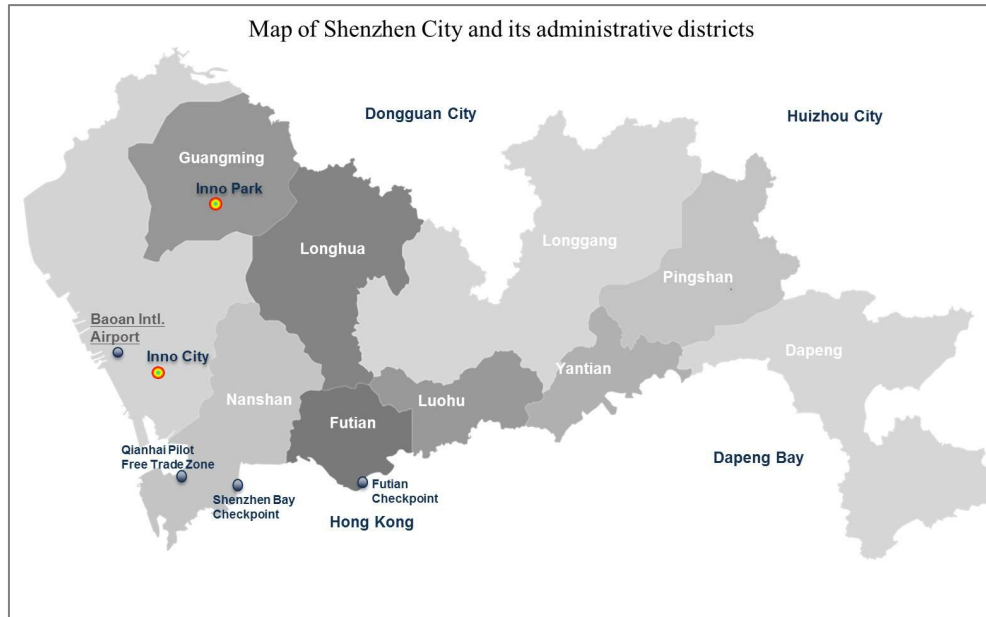 Map of Shenzhen City and its administrative districts
Dongguan City
Huizhou City
Guangming
Inno Park
Longhua
Longgang
Pingshan
Baoan Intl.
Airport
Inno City
Dapeng
Yantian
Nanshan
Luohu
Futian
Qianhai Pilot
Free Trade Zone
Dapeng Bay
Shenzhen Bay
Checkpoint
Futian
Checkpoint
Hong Kong